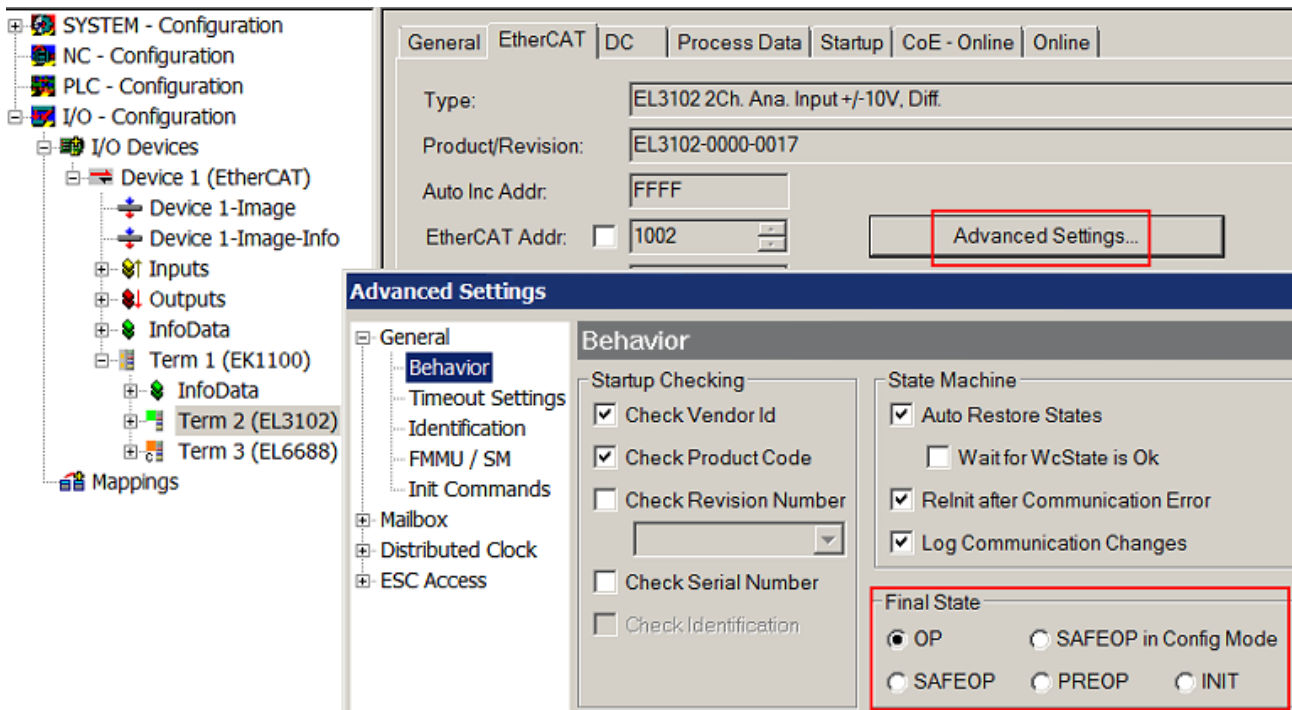 SYSTEM - Configuration
NC - Configuration
PLC - Configuration
I/O - Configuration
I/O Devices
Device 1 (EtherCAT)
Device 1-Image
Device 1-Image-Info
Inputs
Outputs
InfoData
Term 1 (EK1100)
InfoData
Term 2 (EL3102)
Term 3 (EL6688)
Mappings
General EtherCAT DC Process Data Startup CoE - Online Online
Type: EL3102 2Ch. Ana. Input +/-10V, Diff.
Product/Revision: EL3102-0000-0017
Auto Inc Addr: FFFF
EtherCAT Addr: 1002 Advanced Settings...
Advanced Settings
General
Behavior
Timeout Settings
Identification
FMMU / SM
Init Commands
Mailbox
Distributed Clock
ESC Access
Behavior
Startup Checking
Check Vendor Id
Check Product Code
Check Revision Number
Check Serial Number
Check Identification
State Machine
Auto Restore States
Wait for WcState is Ok
ReInit after Communication Error
Log Communication Changes
Final State
OP SAFEOP in Config Mode
SAFEOP PREOP INIT